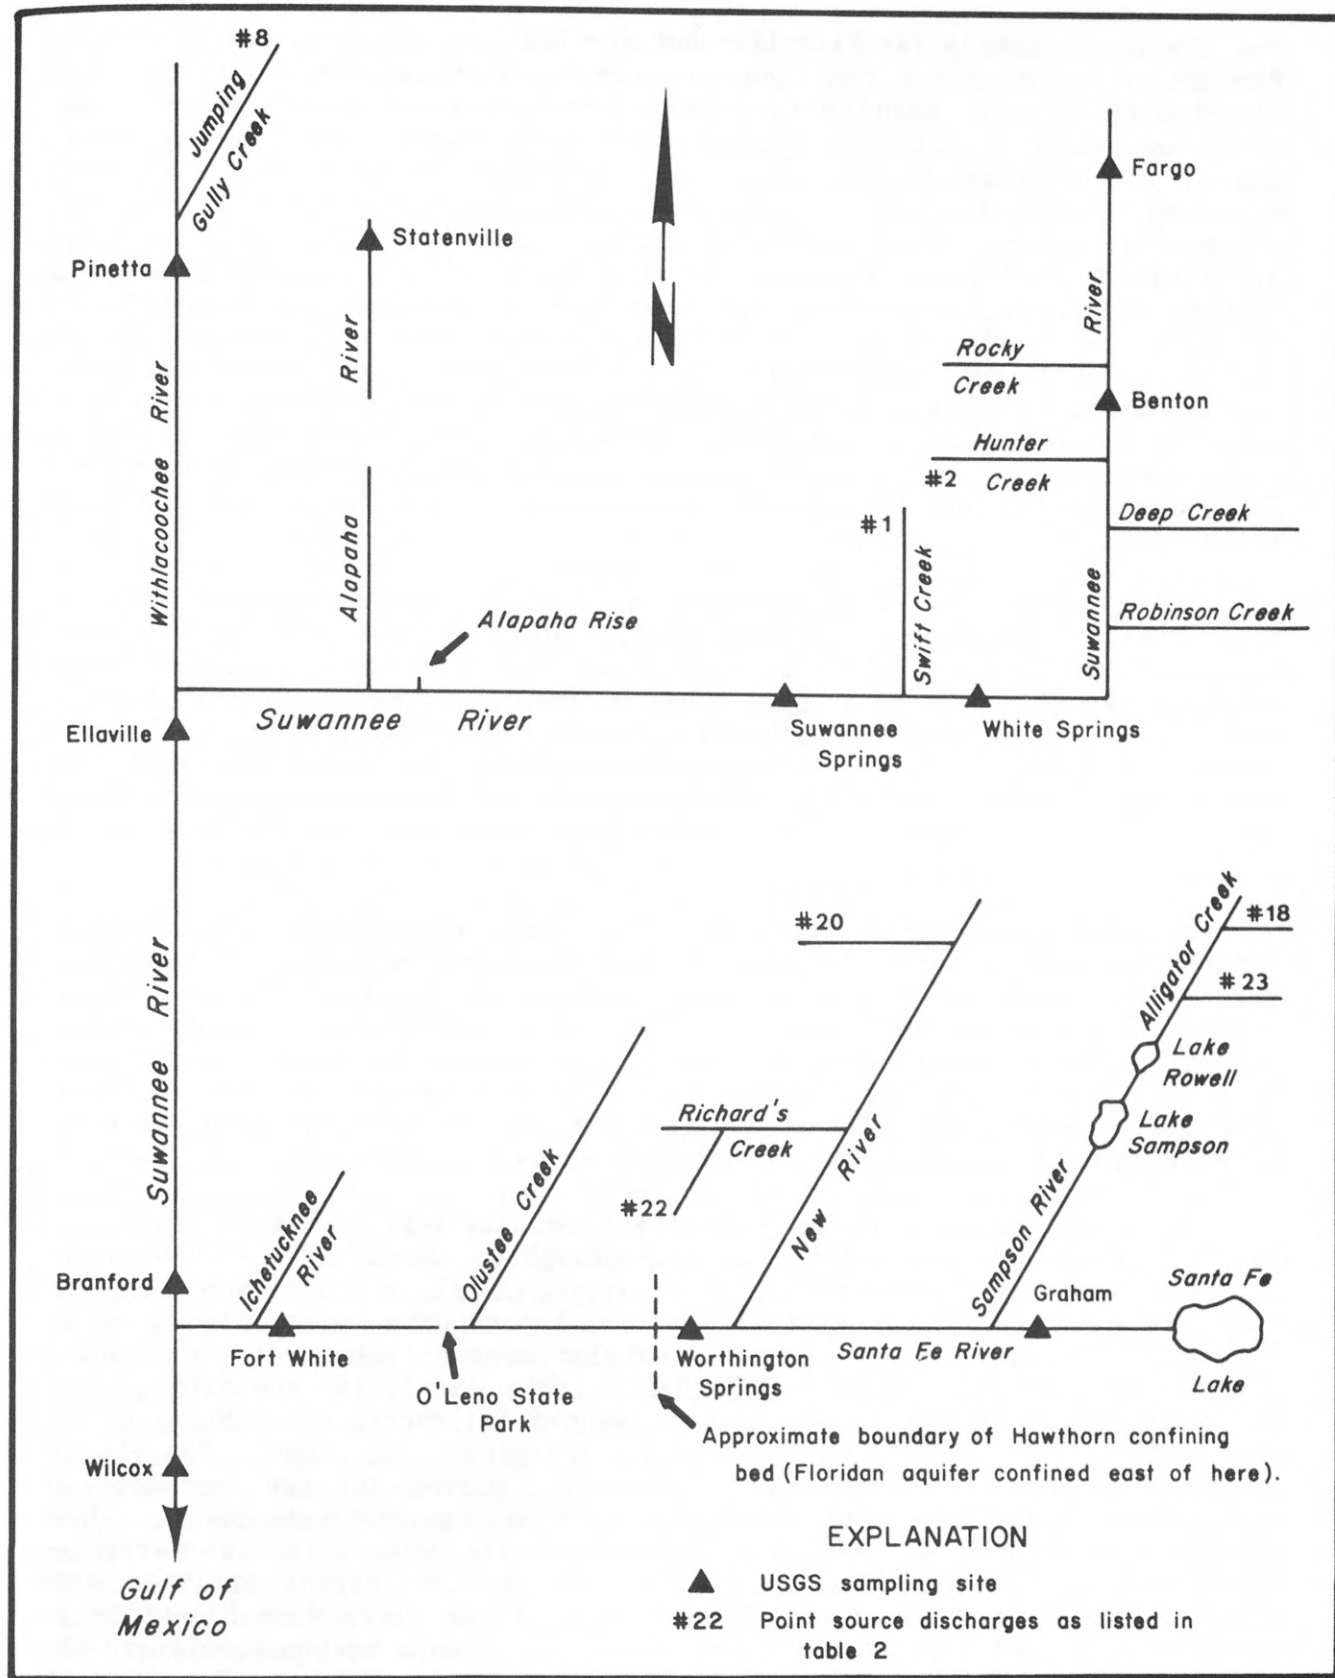 #8
Jumping
Gully Creek
Fargo
Statenville
Pinetta
River
River
N
Rocky
Creek
Benton
Withlacoochee River
Hunter
Creek
#2
#1
Deep Creek
Alapaha
Swift Creek
Suwannee
Robinson Creek
Alapaha Rise
Suwannee River
Ellaville
Suwannee
Springs
White Springs
#20
Alligator Creek
#18
#23
Suwannee River
Lake
Rowell
Lake
Sampson
Richard's
Creek
#22
Olustee Creek
New River
Sampson River
Ichetucknee
River
Branford
Graham
Santa Fe
Lake
Fort White
Worthington
Springs
Santa Fe River
O'Leno State
Park
Approximate boundary of Hawthorn confining
bed (Floridan aquifer confined east of here).
Wilcox
Gulf of
Mexico
EXPLANATION
USGS sampling site
#22 Point source discharges as listed in
table 2